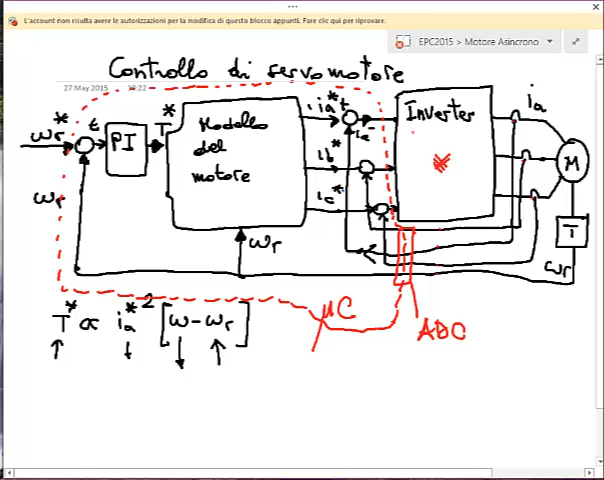 L'account non risulta avere le autorizzazioni per la modifica di questo blocco appunti. Fare clic qui per riprovare.
EPC2015 > Motore Asincrono
Controllo di servomotore
27 May 2015
ωr*
ε
PI
T*
Modello
del
motore
ia*
ib*
ic*
ωr
ωr
Inverter
ia
M
T
ωr
T* ∝ ia*² [ω-ωr]
μC
ADC